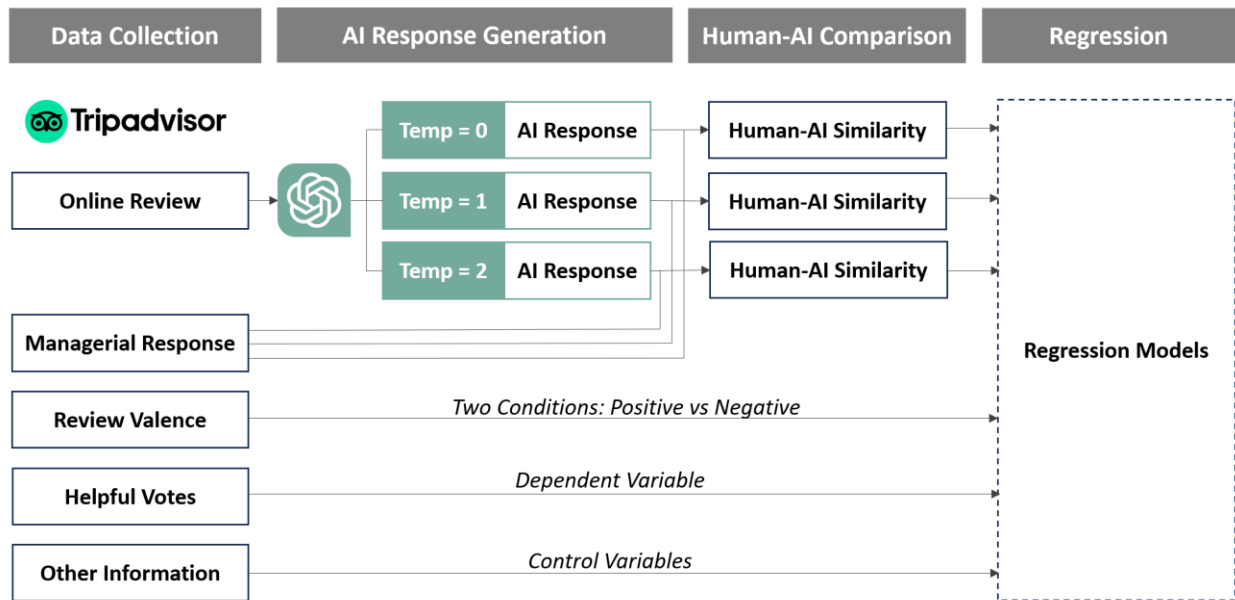 Data Collection
AI Response Generation
Human-AI Comparison
Regression
Tripadvisor
Temp = 0
AI Response
Human-AI Similarity
Online Review
Temp = 1
AI Response
Human-AI Similarity
Temp = 2
AI Response
Human-AI Similarity
Managerial Response
Regression Models
Review Valence
Two Conditions: Positive vs Negative
Helpful Votes
Dependent Variable
Other Information
Control Variables